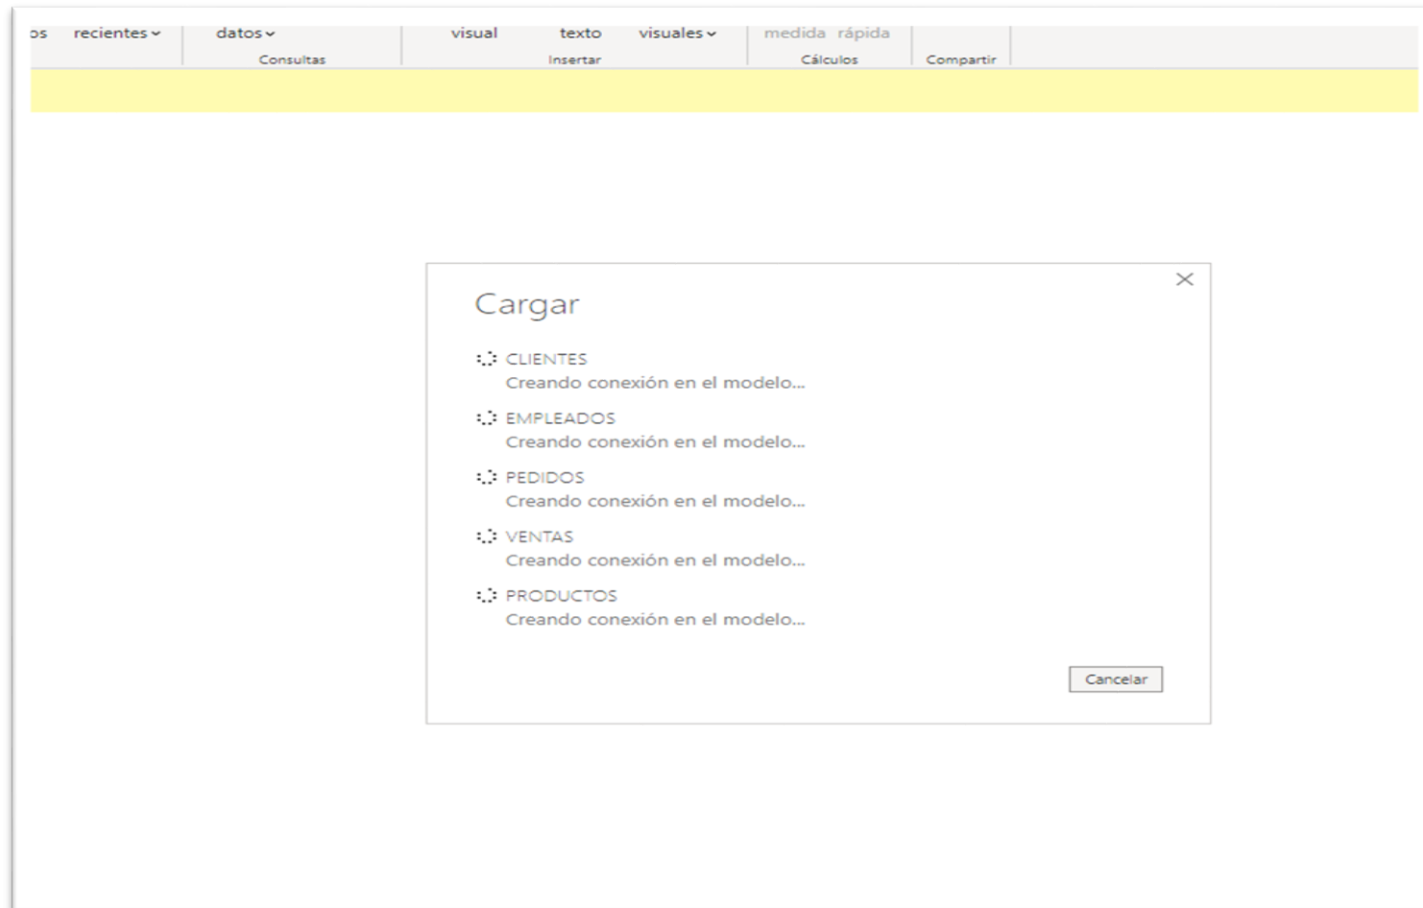 os recientes datos visual texto visuales medida rápida
Consultas Insertar Cálculos Compartir
Cargar
CLIENTES
Creando conexión en el modelo...
EMPLEADOS
Creando conexión en el modelo...
PEDIDOS
Creando conexión en el modelo...
VENTAS
Creando conexión en el modelo...
PRODUCTOS
Creando conexión en el modelo...
Cancelar